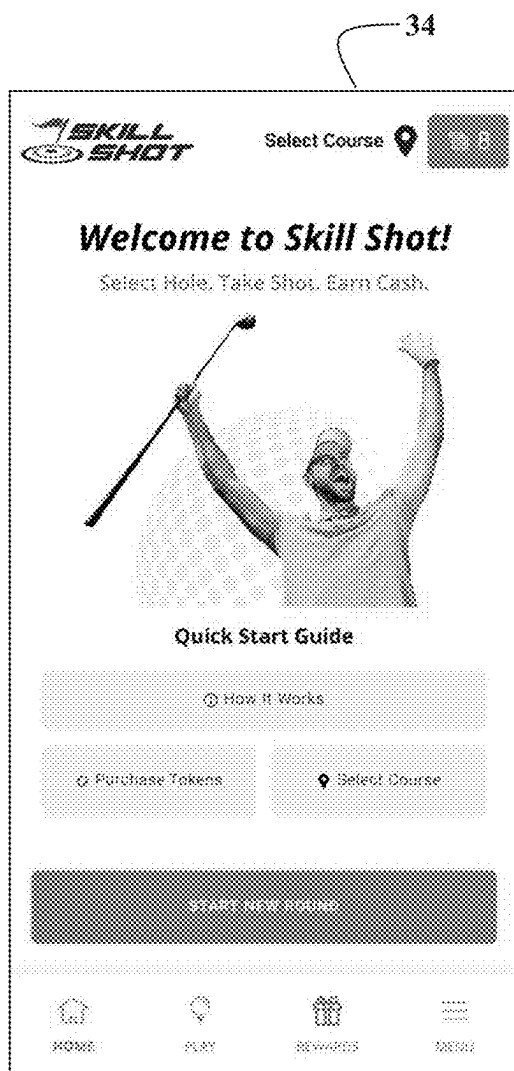 34
SKILL
SHOT
Select Course
Welcome to Skill Shot!
Select Hole. Take Shot. Earn Cash.
Quick Start Guide
How It Works
Purchase Tokens
Select Course
START NEW ROUND
HOME
PLAY
REWARDS
MENU